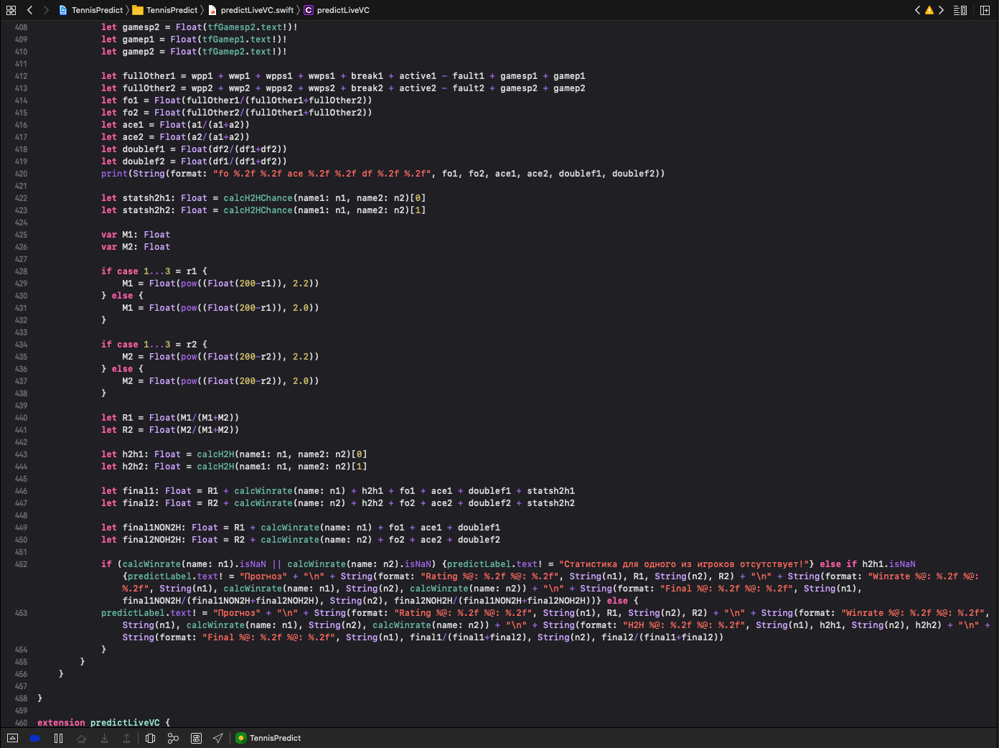 TennisPredict 〉 TennisPredict 〉 predictLiveVC.swift 〉 C predictLiveVC
408 let gamesp2 = Float(tfGamesp2.text!)!
409 let gamep1 = Float(tfGamep1.text!)!
410 let gamep2 = Float(tfGamep2.text!)!
411
412 let fullOther1 = wpp1 + wwp1 + wpps1 + wwps1 + break1 + active1 - fault1 + gamesp1 + gamep1
413 let fullOther2 = wpp2 + wwp2 + wpps2 + wwps2 + break2 + active2 - fault2 + gamesp2 + gamep2
414 let fo1 = Float(fullOther1/(fullOther1+fullOther2))
415 let fo2 = Float(fullOther2/(fullOther1+fullOther2))
416 let ace1 = Float(a1/(a1+a2))
417 let ace2 = Float(a2/(a1+a2))
418 let doublef1 = Float(df2/(df1+df2))
419 let doublef2 = Float(df1/(df1+df2))
420 print(String(format: "fo %.2f %.2f ace %.2f %.2f df %.2f %.2f", fo1, fo2, ace1, ace2, doublef1, doublef2))
421
422 let statsh2h1: Float = calcH2HChance(name1: n1, name2: n2)[0]
423 let statsh2h2: Float = calcH2HChance(name1: n1, name2: n2)[1]
424
425 var M1: Float
426 var M2: Float
427
428 if case 1...3 = r1 {
429 M1 = Float(pow((Float(200-r1)), 2.2))
430 } else {
431 M1 = Float(pow((Float(200-r1)), 2.0))
432 }
433
434 if case 1...3 = r2 {
435 M2 = Float(pow((Float(200-r2)), 2.2))
436 } else {
437 M2 = Float(pow((Float(200-r2)), 2.0))
438 }
439
440 let R1 = Float(M1/(M1+M2))
441 let R2 = Float(M2/(M1+M2))
442
443 let h2h1: Float = calcH2H(name1: n1, name2: n2)[0]
444 let h2h2: Float = calcH2H(name1: n1, name2: n2)[1]
445
446 let final1: Float = R1 + calcWinrate(name: n1) + h2h1 + fo1 + ace1 + doublef1 + statsh2h1
447 let final2: Float = R2 + calcWinrate(name: n2) + h2h2 + fo2 + ace2 + doublef2 + statsh2h2
448
449 let final1NON2H: Float = R1 + calcWinrate(name: n1) + fo1 + ace1 + doublef1
450 let final2NOH2H: Float = R2 + calcWinrate(name: n2) + fo2 + ace2 + doublef2
451
452 if (calcWinrate(name: n1).isNaN || calcWinrate(name: n2).isNaN) {predictLabel.text! = "Статистика для одного из игроков отсутствует!"} else if h2h1.isNaN
{predictLabel.text! = "Прогноз" + "\n" + String(format: "Rating %@: %.2f %@: %.2f", String(n1), R1, String(n2), R2) + "\n" + String(format: "Winrate %@: %.2f %@:
%.2f", String(n1), calcWinrate(name: n1), String(n2), calcWinrate(name: n2)) + "\n" + String(format: "Final %@: %.2f %@: %.2f", String(n1),
final1NON2H/(final1NON2H+final2NOH2H), String(n2), final2NOH2H/(final1NON2H+final2NOH2H))} else {
453 predictLabel.text! = "Прогноз" + "\n" + String(format: "Rating %@: %.2f %@: %.2f", String(n1), R1, String(n2), R2) + "\n" + String(format: "Winrate %@: %.2f %@: %.2f",
String(n1), calcWinrate(name: n1), String(n2), calcWinrate(name: n2)) + "\n" + String(format: "H2H %@: %.2f %@: %.2f", String(n1), h2h1, String(n2), h2h2) + "\n" +
String(format: "Final %@: %.2f %@: %.2f", String(n1), final1/(final1+final2), String(n2), final2/(final1+final2))
454 }
455 }
456 }
457
458 }
459
460 extension predictLiveVC {
TennisPredict